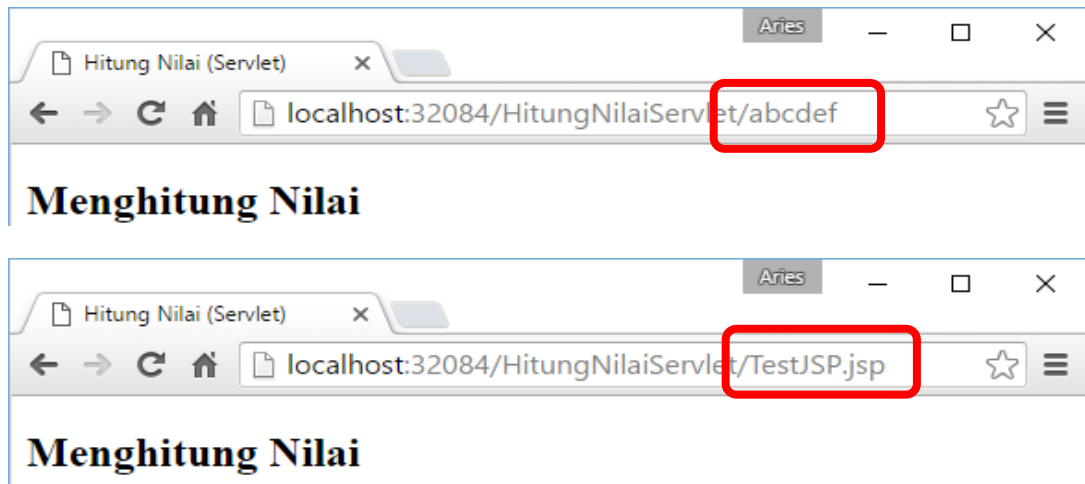 Aries
Hitung Nilai (Servlet)
localhost:32084/HitungNilaiServlet/abcdef
Menghitung Nilai
Aries
Hitung Nilai (Servlet)
localhost:32084/HitungNilaiServlet/TestJSP.jsp
Menghitung Nilai